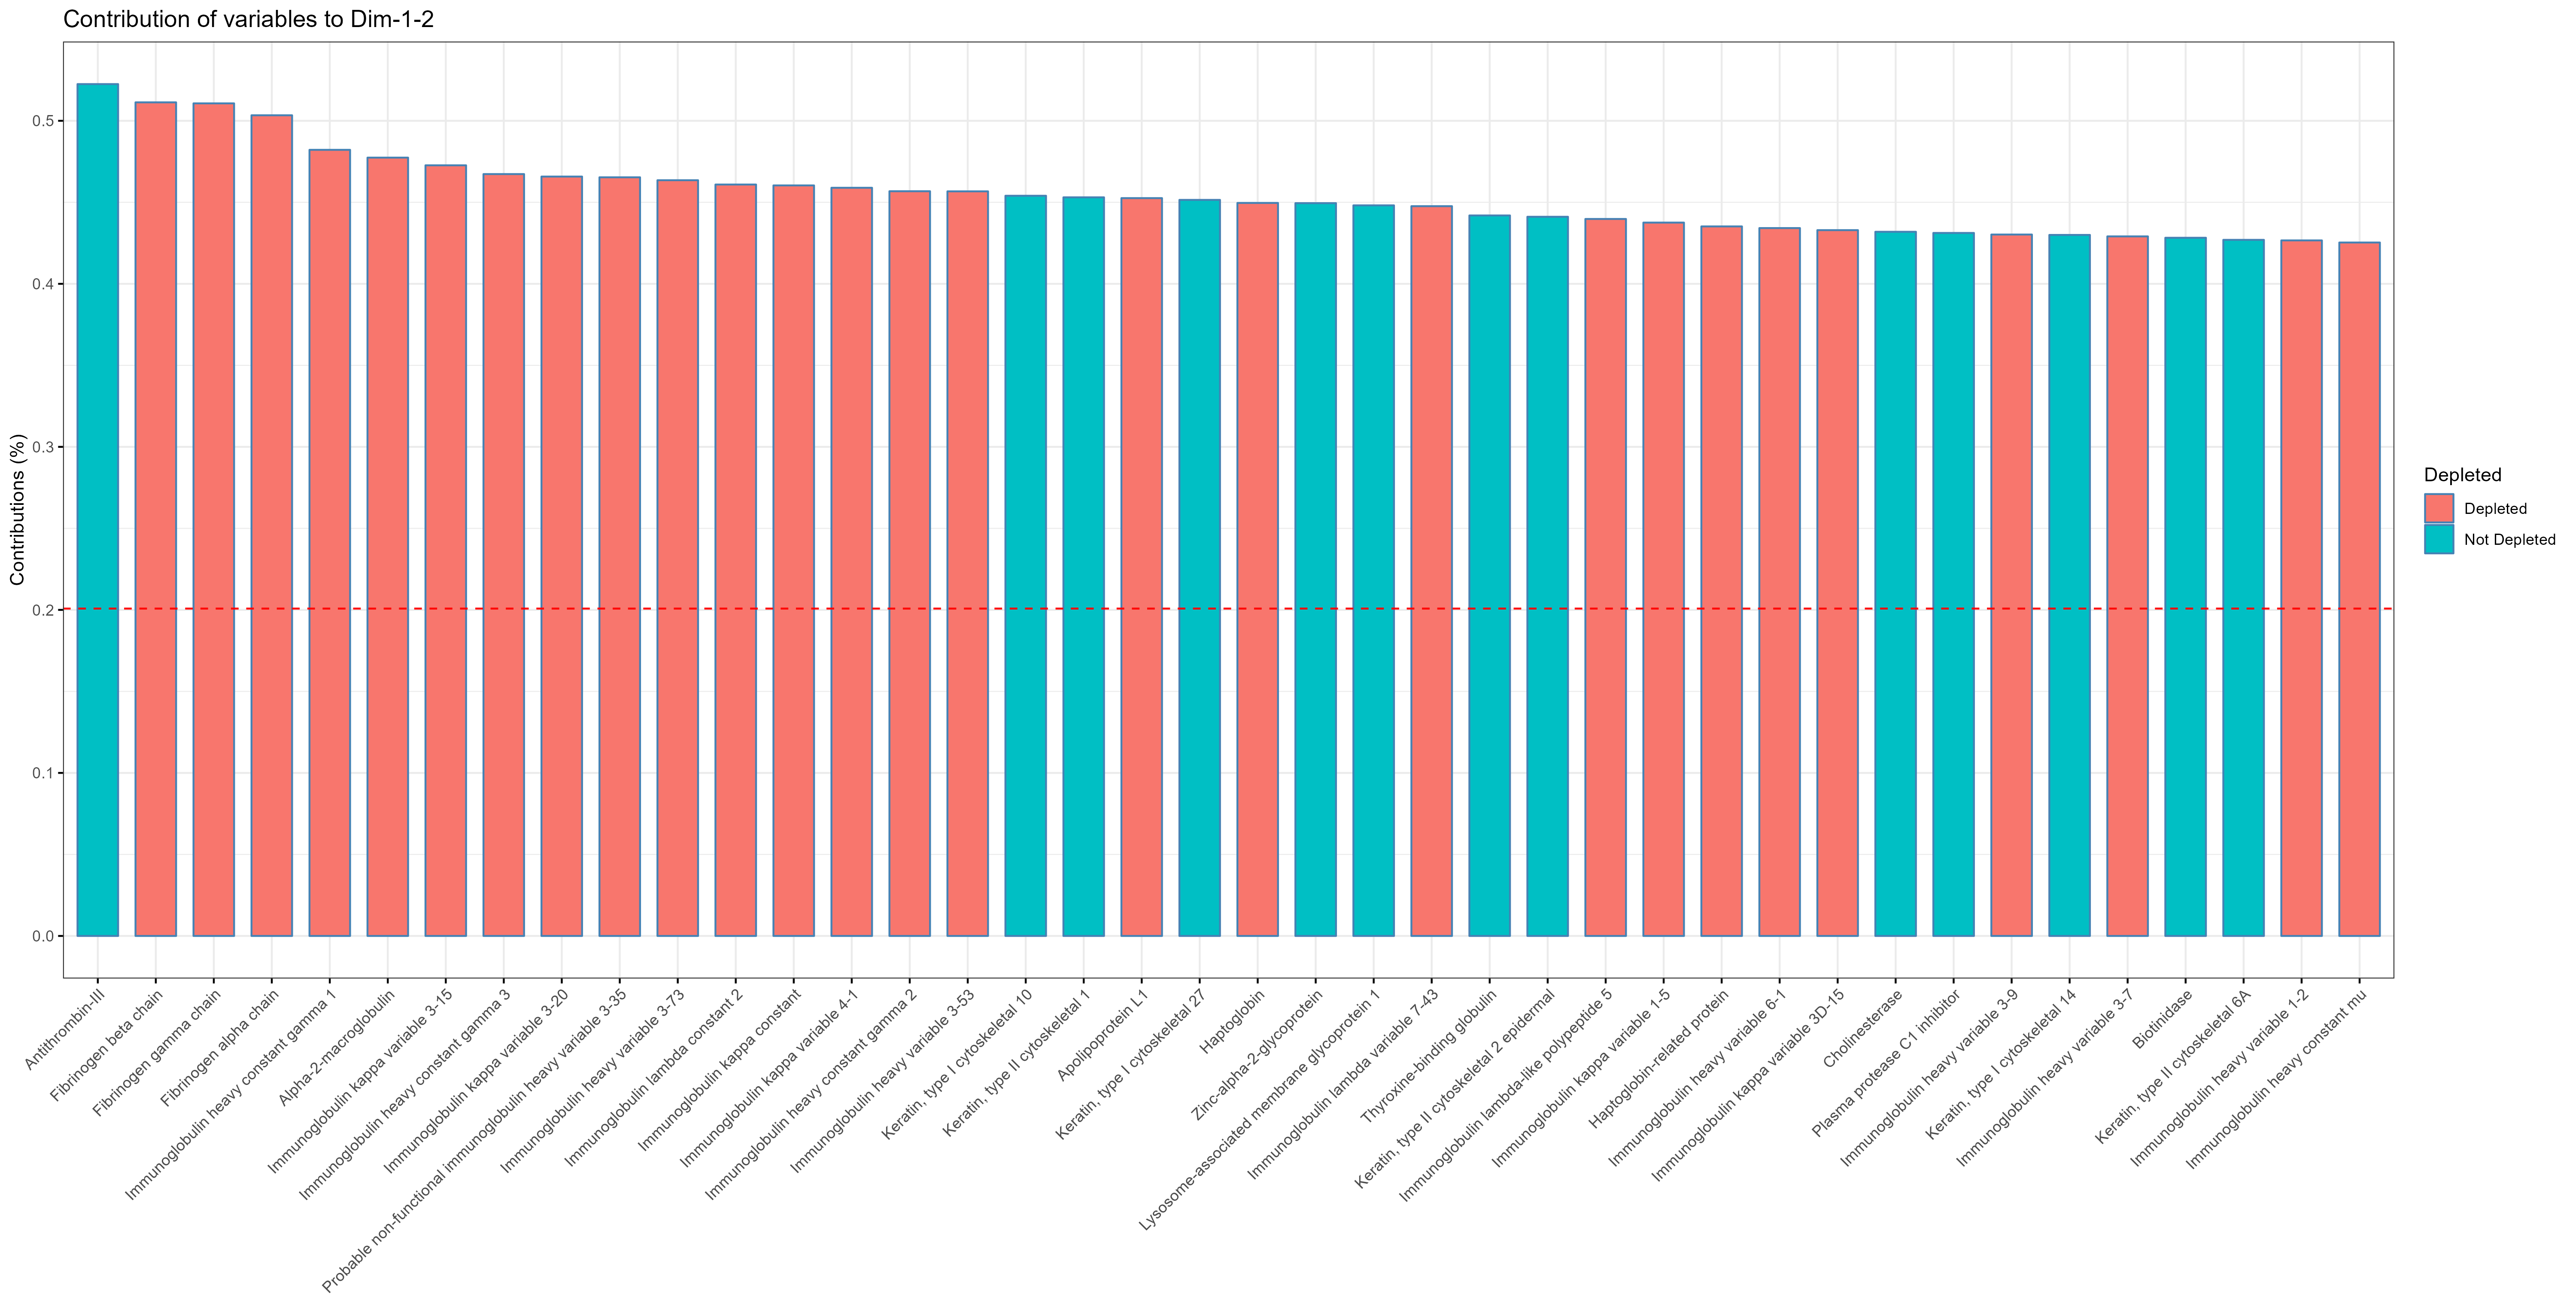 Contribution of variables to Dim-1-2
Contributions (%)
0.5
0.4
0.3
0.2
0.1
0.0
Antithrombin-III
Fibrinogen beta chain
Fibrinogen gamma chain
Fibrinogen alpha chain
Immunoglobulin heavy constant gamma 1
Alpha-2-macroglobulin
Immunoglobulin kappa variable 3-15
Immunoglobulin heavy constant gamma 3
Immunoglobulin kappa variable 3-20
Probable non-functional immunoglobulin heavy variable 3-35
Immunoglobulin heavy variable 3-73
Immunoglobulin lambda constant 2
Immunoglobulin kappa constant
Immunoglobulin kappa variable 4-1
Immunoglobulin heavy constant gamma 2
Immunoglobulin heavy variable 3-53
Keratin, type I cytoskeletal 10
Keratin, type II cytoskeletal 1
Apolipoprotein L1
Keratin, type I cytoskeletal 27
Haptoglobin
Zinc-alpha-2-glycoprotein
Lysosome-associated membrane glycoprotein 1
Immunoglobulin lambda variable 7-43
Thyroxine-binding globulin
Keratin, type II cytoskeletal 2 epidermal
Immunoglobulin lambda-like polypeptide 5
Immunoglobulin kappa variable 1-5
Haptoglobin-related protein
Immunoglobulin heavy variable 6-1
Immunoglobulin kappa variable 3D-15
Cholinesterase
Plasma protease C1 inhibitor
Immunoglobulin heavy variable 3-9
Keratin, type I cytoskeletal 14
Immunoglobulin heavy variable 3-7
Biotinidase
Keratin, type II cytoskeletal 6A
Immunoglobulin heavy variable 1-2
Immunoglobulin heavy constant mu
Depleted
Depleted
Not Depleted